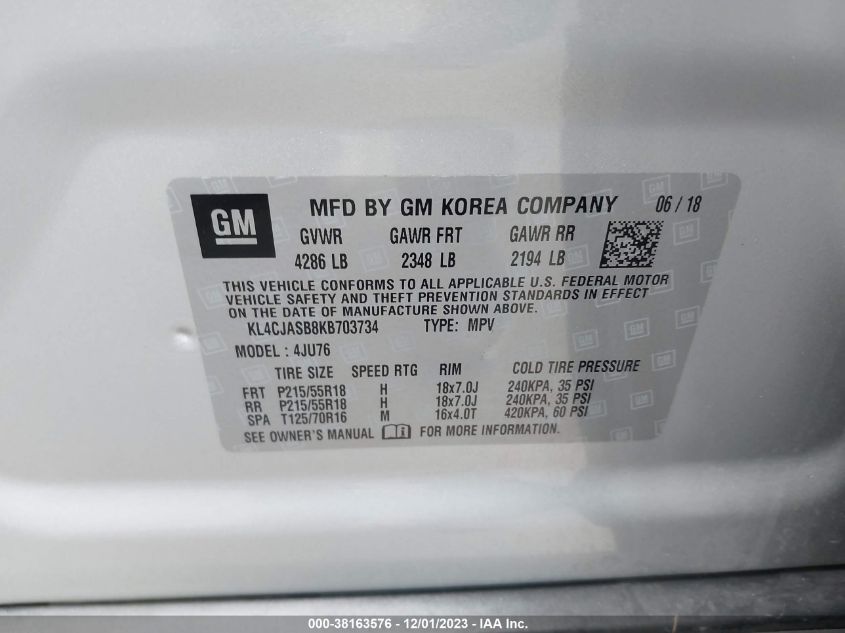 GM
MFD BY GM KOREA COMPANY 06 / 18
GVWR GAWR FRT GAWR RR
4286 LB 2348 LB 2194 LB
THIS VEHICLE CONFORMS TO ALL APPLICABLE U.S. FEDERAL MOTOR
VEHICLE SAFETY AND THEFT PREVENTION STANDARDS IN EFFECT
ON THE DATE OF MANUFACTURE SHOWN ABOVE.
KL4CJASB8KB703734 TYPE: MPV
MODEL : 4JU76
TIRE SIZE SPEED RTG RIM COLD TIRE PRESSURE
FRT P215/55R18 H 18x7.0J 240KPA, 35 PSI
RR P215/55R18 H 18x7.0J 240KPA, 35 PSI
SPA T125/70R16 M 16x4.0T 420KPA, 60 PSI
SEE OWNER'S MANUAL FOR MORE INFORMATION.
000-38163576 - 12/01/2023 - IAA Inc.